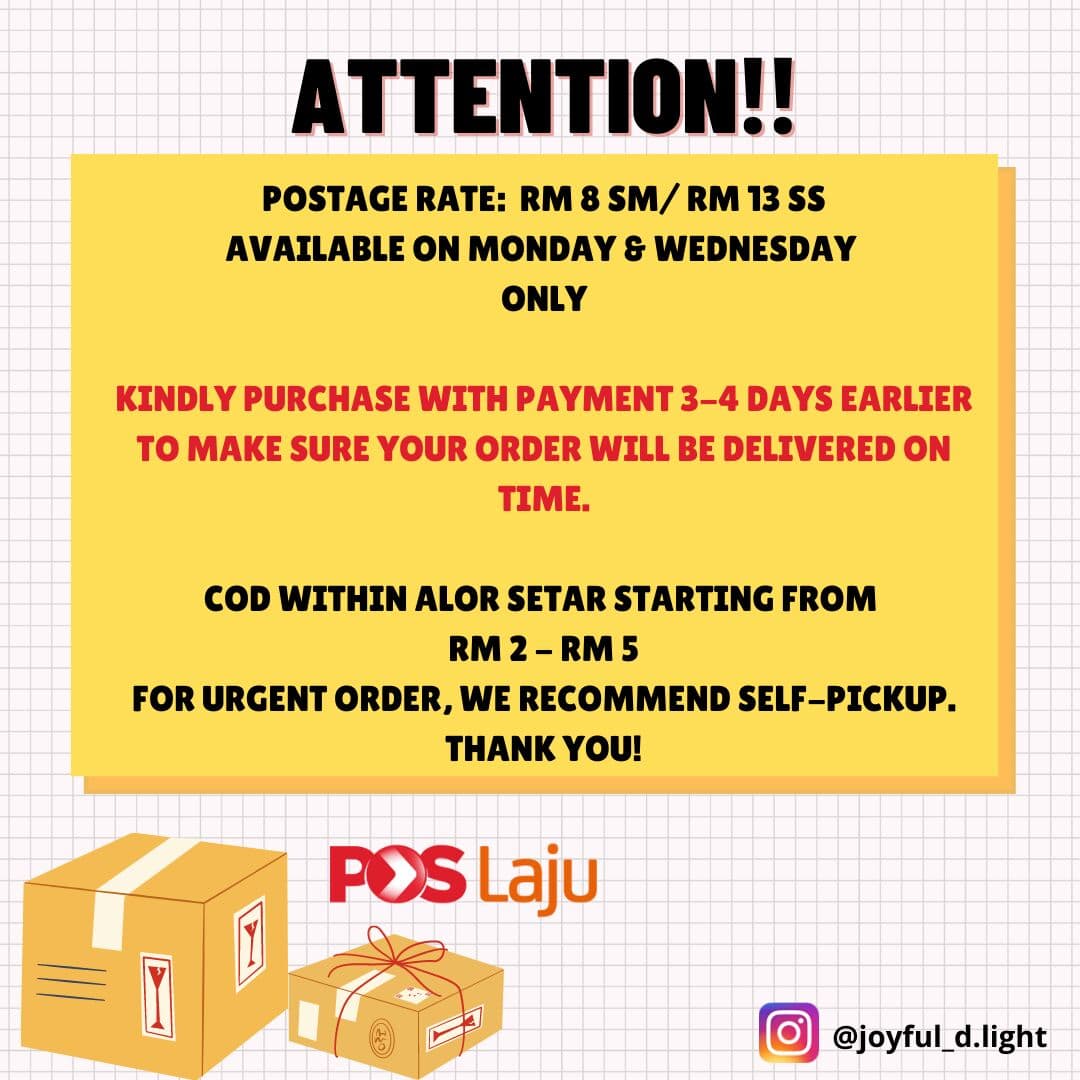 ATTENTION!!
POSTAGE RATE: RM 8 SM/ RM 13 SS
AVAILABLE ON MONDAY & WEDNESDAY
ONLY
KINDLY PURCHASE WITH PAYMENT 3-4 DAYS EARLIER
TO MAKE SURE YOUR ORDER WILL BE DELIVERED ON
TIME.
COD WITHIN ALOR SETAR STARTING FROM
RM 2 - RM 5
FOR URGENT ORDER, WE RECOMMEND SELF-PICKUP.
THANK YOU!
POS Laju
@joyful_d.light